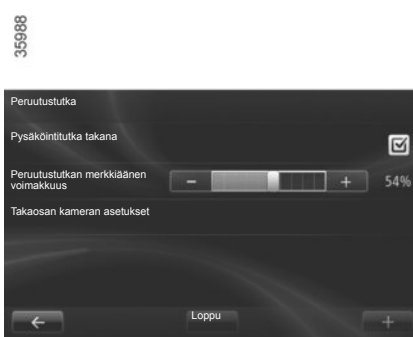 35988
Peruutustutka
Pysäköintitutka takana
Peruutustutkan merkkiäänen
voimakkuus
− + 54%
Takaosan kameran asetukset
Loppu
+